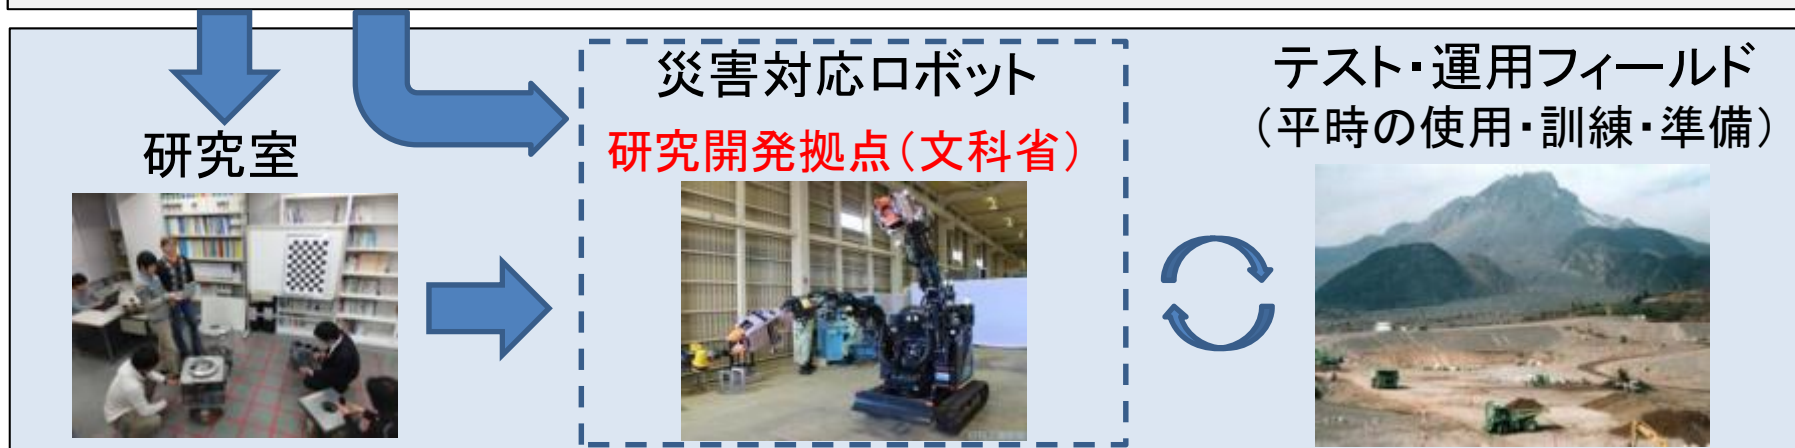 研究室
災害対応ロボット
研究開発拠点（文科省）
テスト・運用フィールド
（平時の使用・訓練・準備）